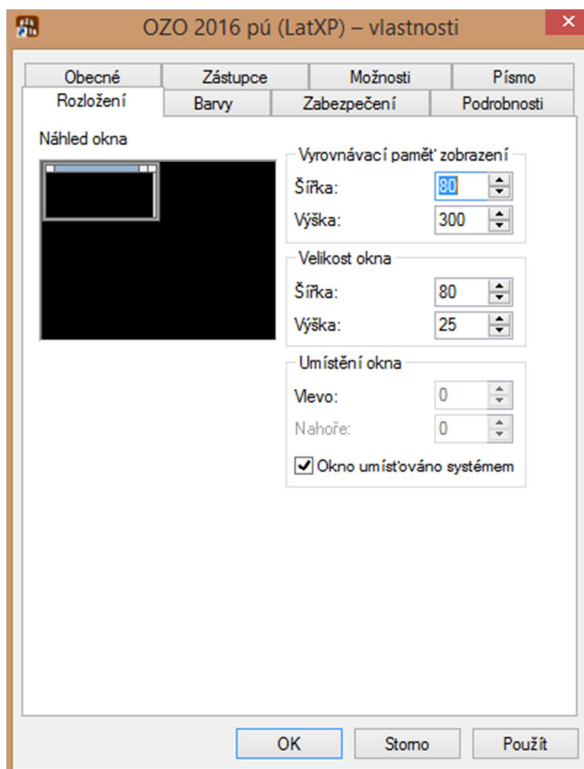 OZO 2016 pú (LatXP) – vlastnosti
Obecné Zástupce Možnosti Písmo
Rozložení Barvy Zabezpečení Podrobnosti
Náhled okna
Vyrovnávací paměť zobrazení
Šířka: 80
Výška: 300
Velikost okna
Šířka: 80
Výška: 25
Umístění okna
Vlevo: 0
Nahoře: 0
Okno umísťováno systémem
OK Storno Použít